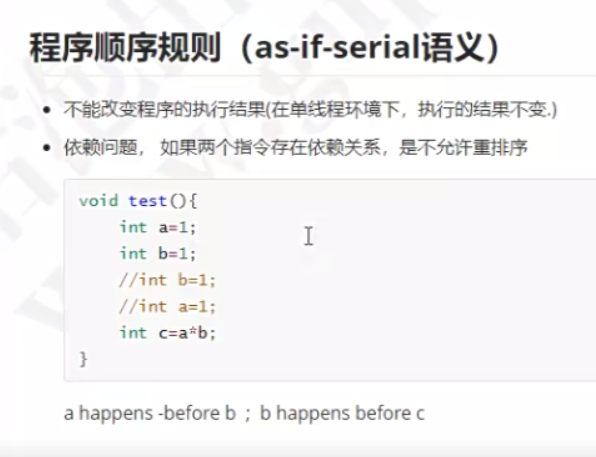 程序顺序规则（as-if-serial语义）
不能改变程序的执行结果(在单线程环境下，执行的结果不变.)
依赖问题， 如果两个指令存在依赖关系，是不允许重排序
void test(){
int a=1;
int b=1;
//int b=1;
//int a=1;
int c=a*b;
}
a happens -before b ；b happens before c